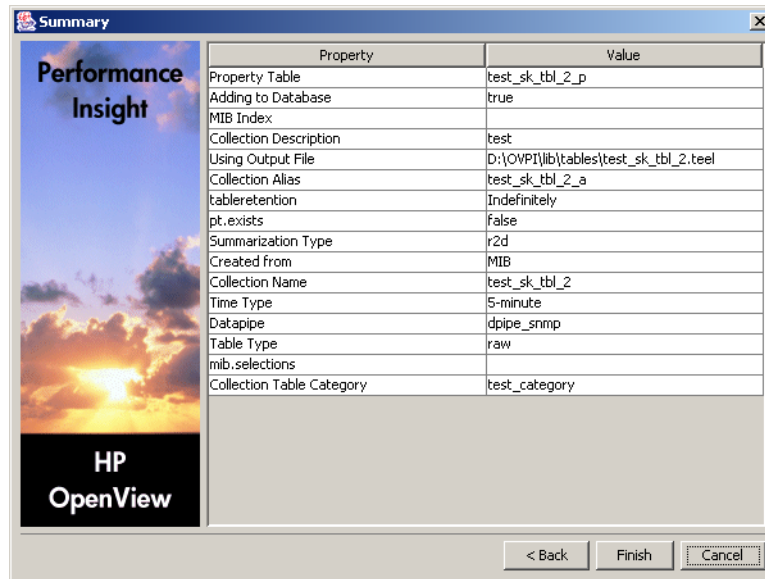 Summary
Performance
Insight
HP
OpenView
Property Value
Property Table test_sk_tbl_2_p
Adding to Database true
MIB Index
Collection Description test
Using Output File D:\OVPI\lib\tables\test_sk_tbl_2.teel
Collection Alias test_sk_tbl_2_a
tableretention Indefinitely
pt.exists false
Summarization Type r2d
Created from MIB
Collection Name test_sk_tbl_2
Time Type 5-minute
Datapipe dpipe_snmp
Table Type raw
mib.selections
Collection Table Category test_category
< Back Finish Cancel